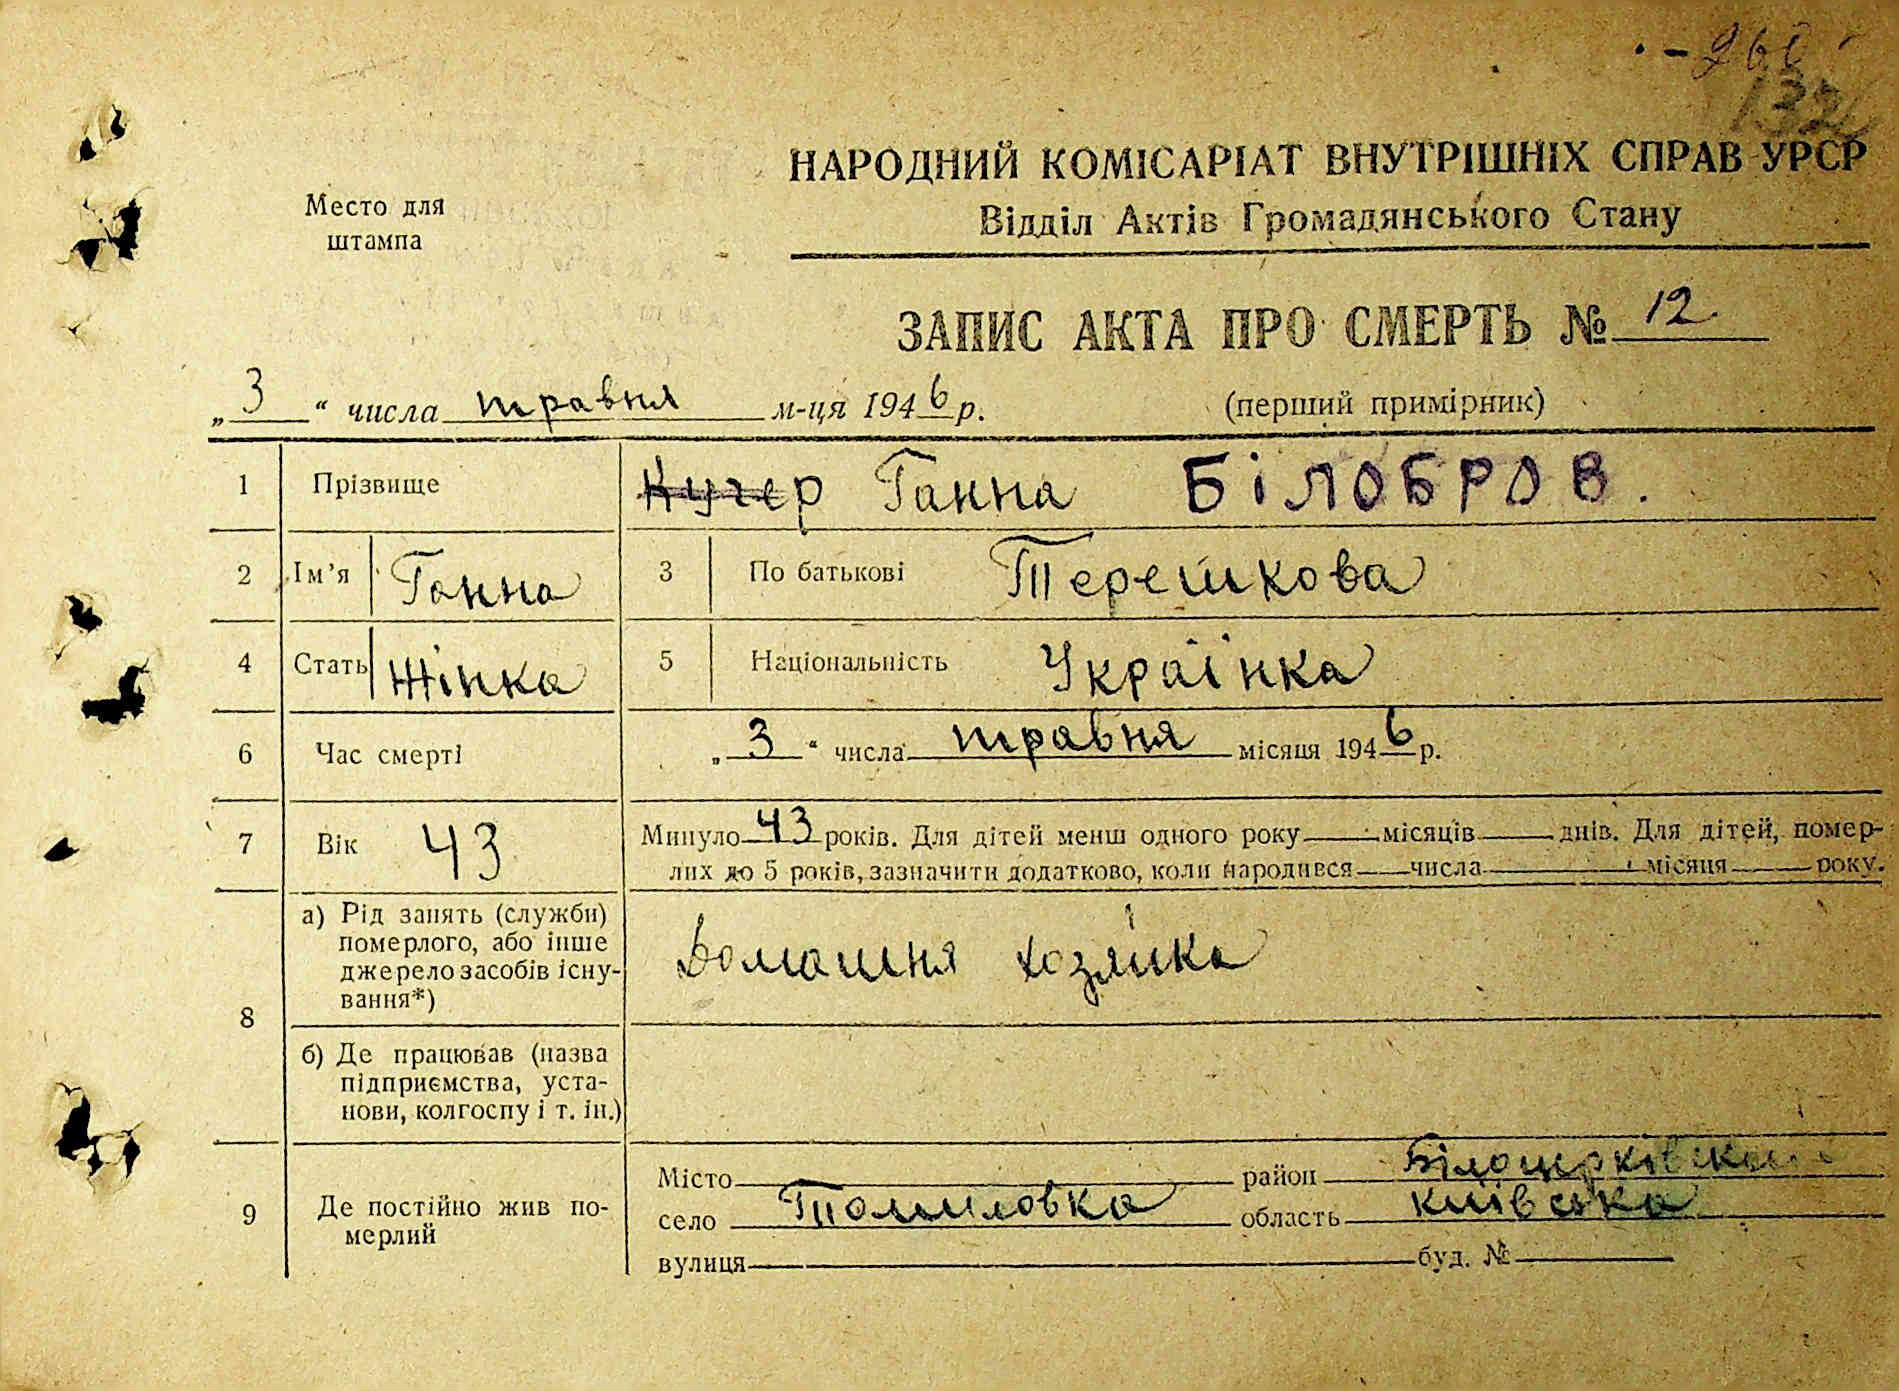 - 260
132
НАРОДНИЙ КОМІСАРІАТ ВНУТРІШНІХ СПРАВ УРСР
Відділ Актів Громадянського Стану
Место для
штампа
ЗАПИС АКТА ПРО СМЕРТЬ № 12
„3“ числа травня м-ця 1946 р.
(перший примірник)
1 Прізвище Кучер Ганна БІЛОБРОВ.
2 Ім’я Ганна 3 По батькові Терешкова
4 Стать Жінка 5 Національність Українка
6 Час смерті „3“ числа травня місяця 1946 р.
7 Вік 43 Минуло 43 років. Для дітей менш одного року місяців днів. Для дітей, помер-
лих до 5 років, зазначити додатково, коли народився числа місяця року.
8 а) Рід занять (служби)
померлого, або інше
джерело засобів існу-
вання*)
Домашня хозяйка
б) Де працював (назва
підприємства, уста-
нови, колгоспу і т. ін.)
9 Де постійно жив по-
мерлий
Місто район Білоцерківський
село Томиловка область Київська
вулиця буд. №